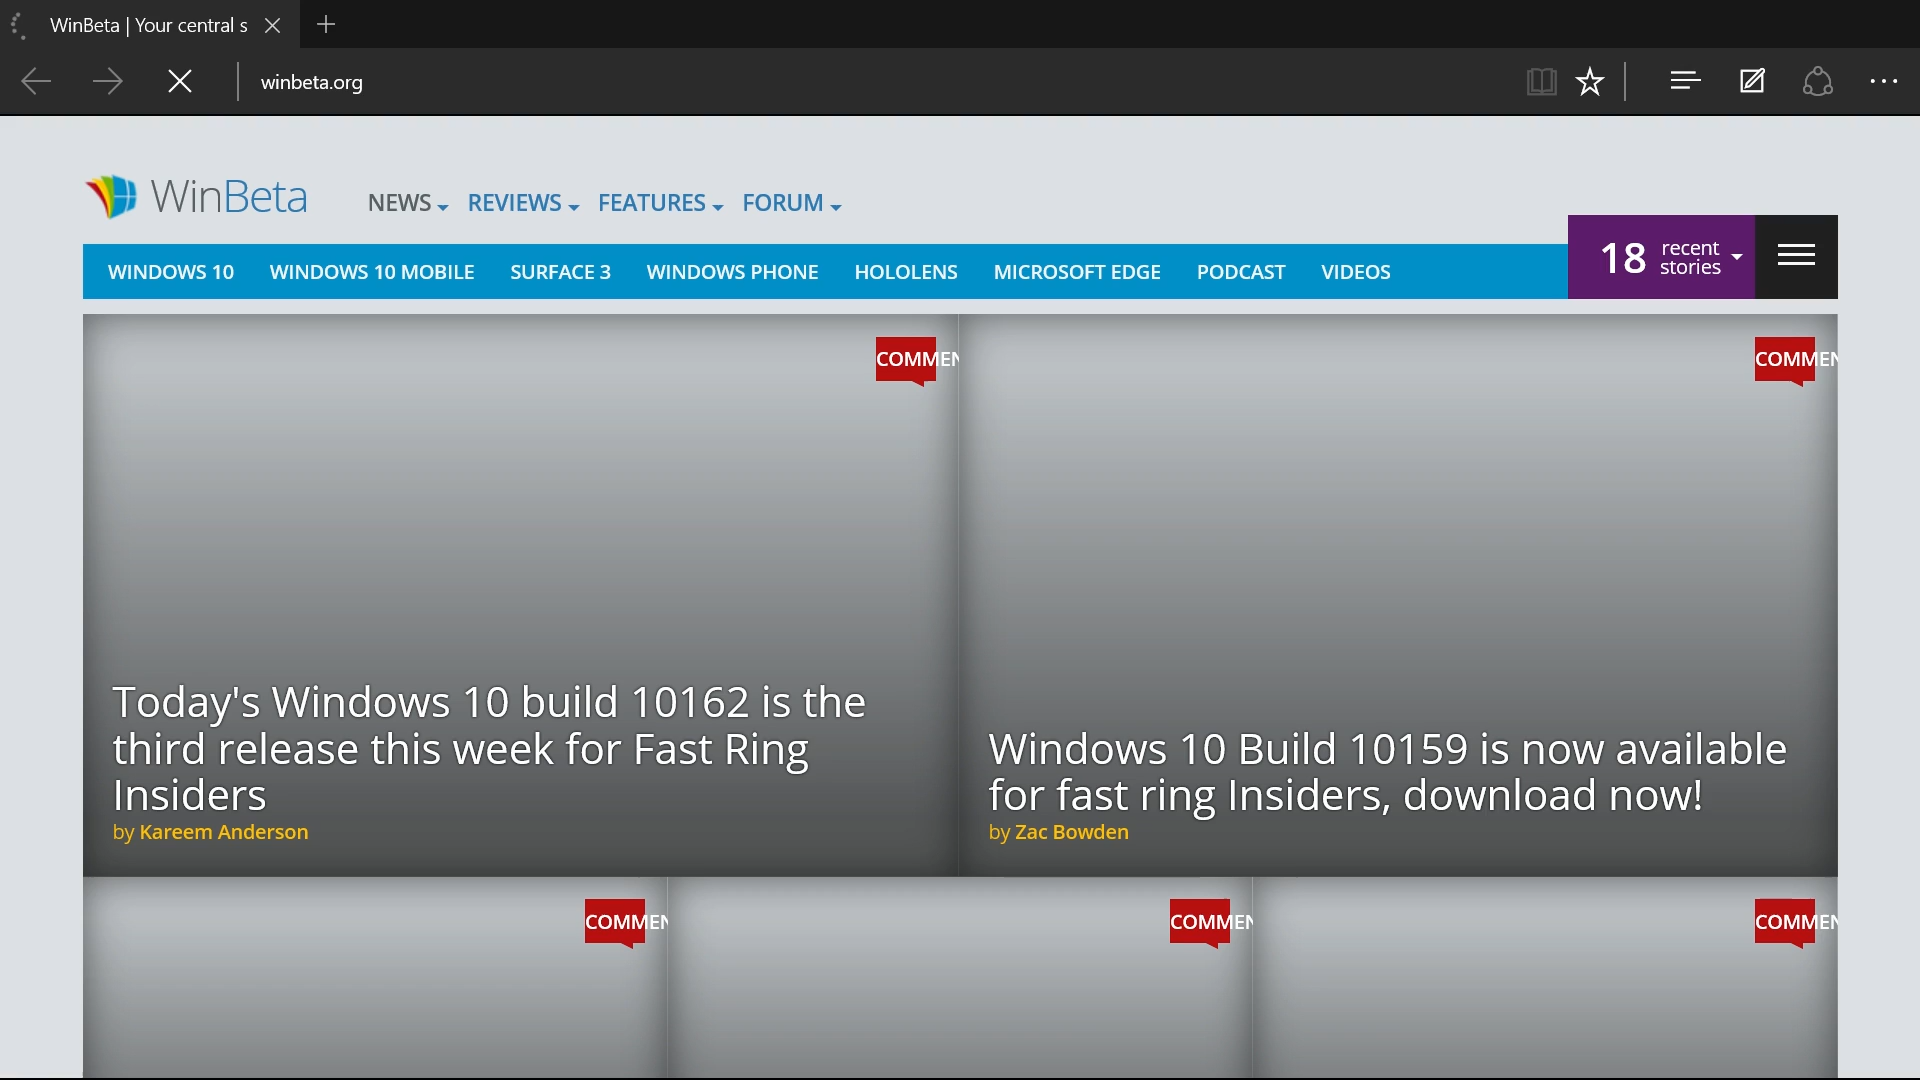 WinBeta | Your central s
winbeta.org
WinBeta
NEWS REVIEWS FEATURES FORUM
WINDOWS 10 WINDOWS 10 MOBILE SURFACE 3 WINDOWS PHONE HOLOLENS MICROSOFT EDGE PODCAST VIDEOS
18 recent
stories
COMMEN
COMMEN
Today's Windows 10 build 10162 is the
third release this week for Fast Ring
Insiders
by Kareem Anderson
Windows 10 Build 10159 is now available
for fast ring Insiders, download now!
by Zac Bowden
COMMEN
COMMEN
COMMEN